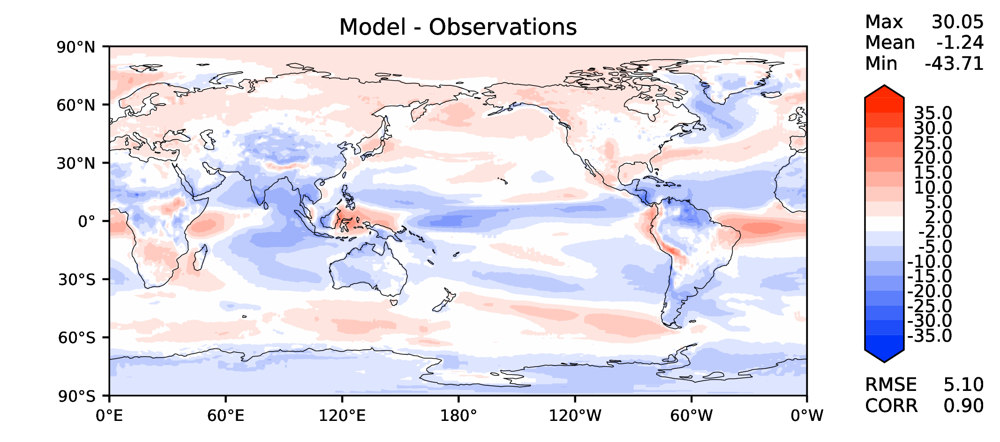 Model - Observations
Max 30.05
Mean -1.24
Min -43.71
90°N
60°N
30°N
0°
30°S
60°S
90°S
0°E 60°E 120°E 180° 120°W 60°W 0°W
35.0
30.0
25.0
20.0
15.0
10.0
5.0
2.0
-2.0
-5.0
-10.0
-15.0
-20.0
-25.0
-30.0
-35.0
RMSE 5.10
CORR 0.90